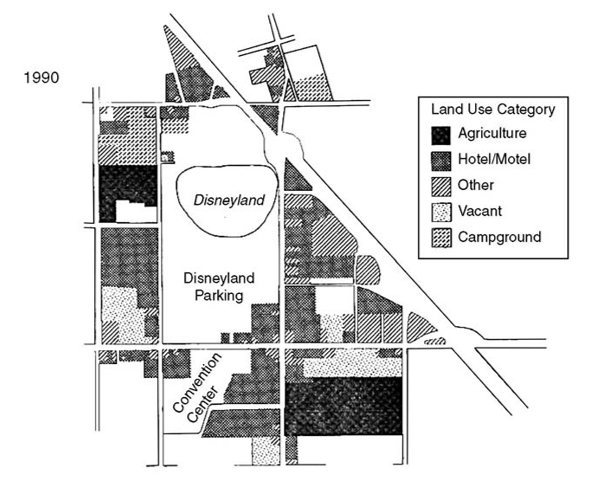 1990
Land Use Category
Agriculture
Hotel/Motel
Other
Vacant
Campground
Disneyland
Disneyland
Parking
Convention
Center